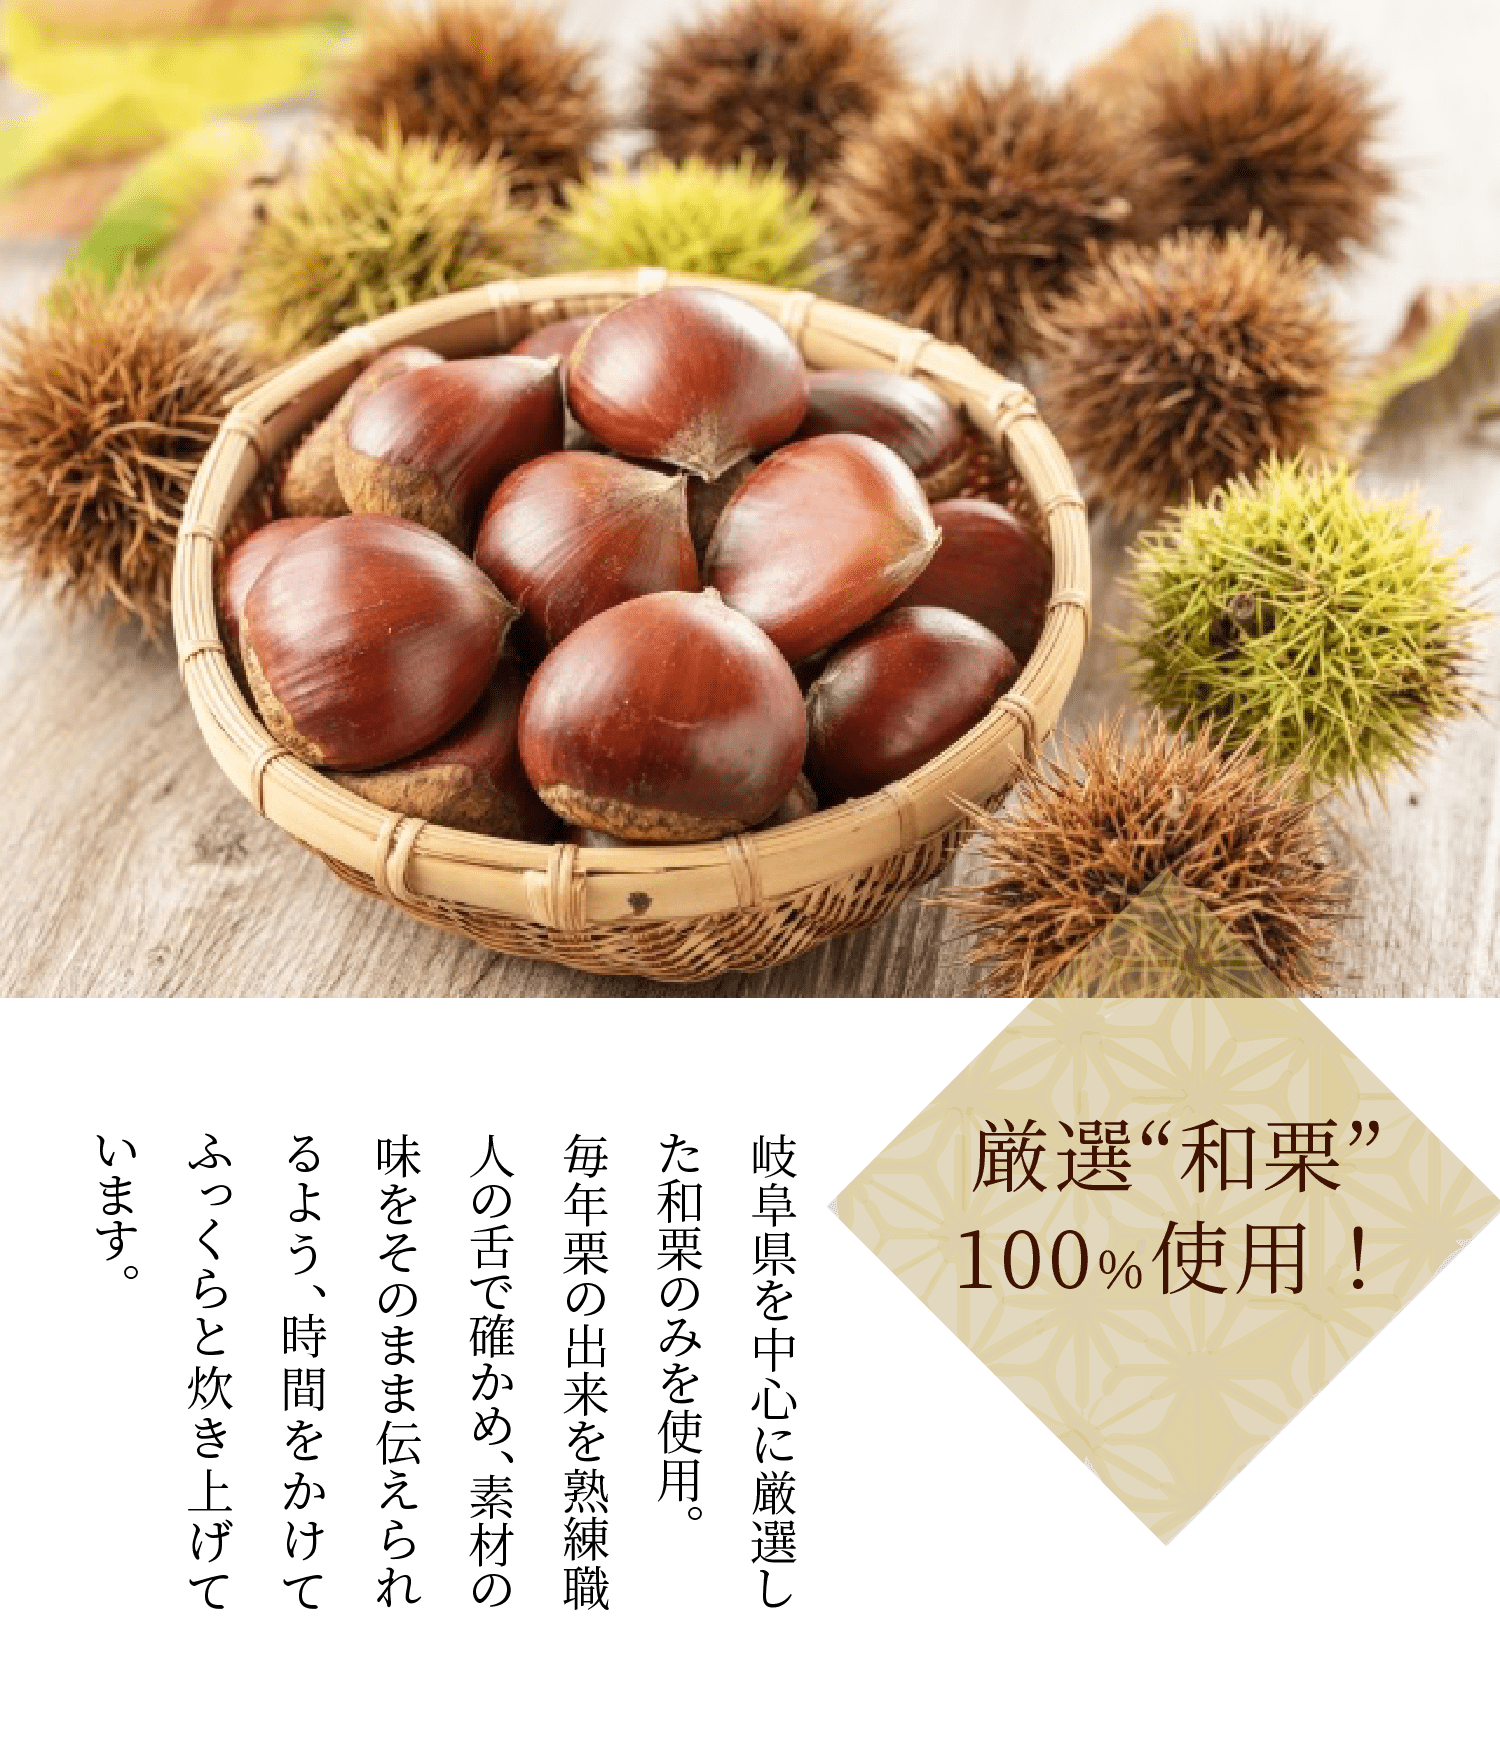 厳選“和栗”
100%使用！
岐阜県を中心に厳選し
た和栗のみを使用。
毎年栗の出来を熟練職
人の舌で確かめ、素材の
味をそのまま伝えられ
るよう、時間をかけて
ふっくらと炊き上げて
います。